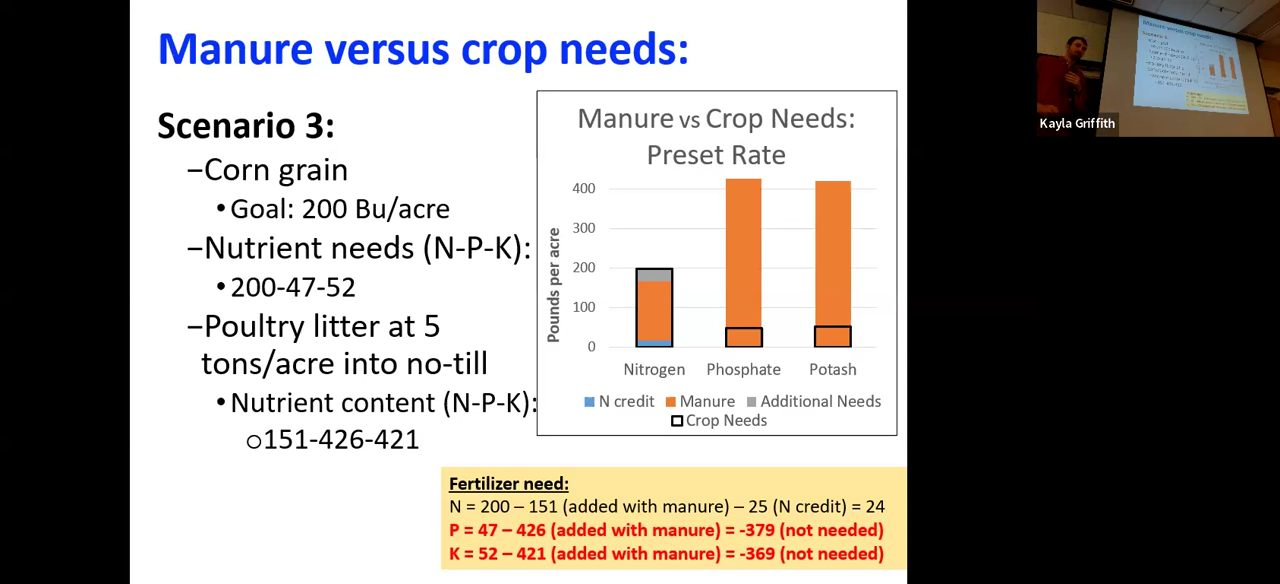 Manure versus crop needs:
Scenario 3:
–Corn grain
•Goal: 200 Bu/acre
–Nutrient needs (N-P-K):
•200-47-52
–Poultry litter at 5
tons/acre into no-till
•Nutrient content (N-P-K):
○151-426-421
Manure vs Crop Needs:
Preset Rate
Pounds per acre
400
300
200
100
0
Nitrogen Phosphate Potash
N credit Manure Additional Needs
Crop Needs
Fertilizer need:
N = 200 – 151 (added with manure) – 25 (N credit) = 24
P = 47 – 426 (added with manure) = -379 (not needed)
K = 52 – 421 (added with manure) = -369 (not needed)
Manure versus crop needs:
Kayla Griffith